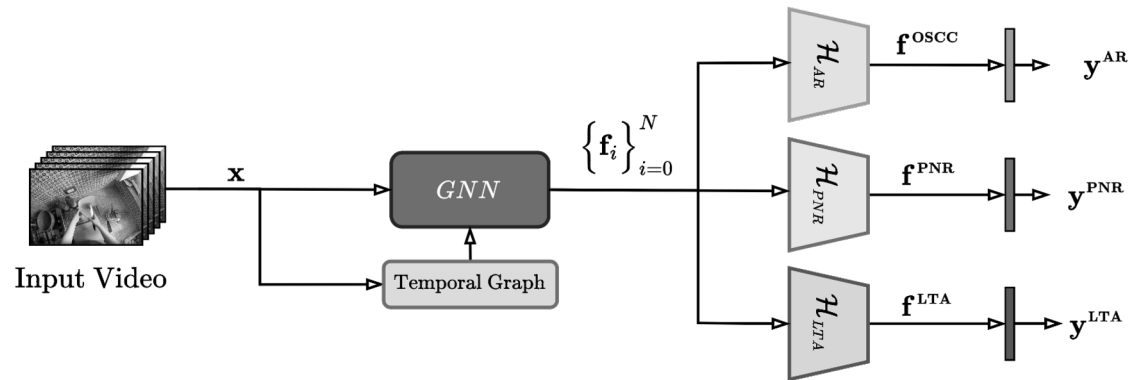 Input Video
x
GNN
Temporal Graph
{f_i}_{i=0}^N
H_AR
f^OSCC
y^AR
H_PNR
f^PNR
y^PNR
H_LTA
f^LTA
y^LTA